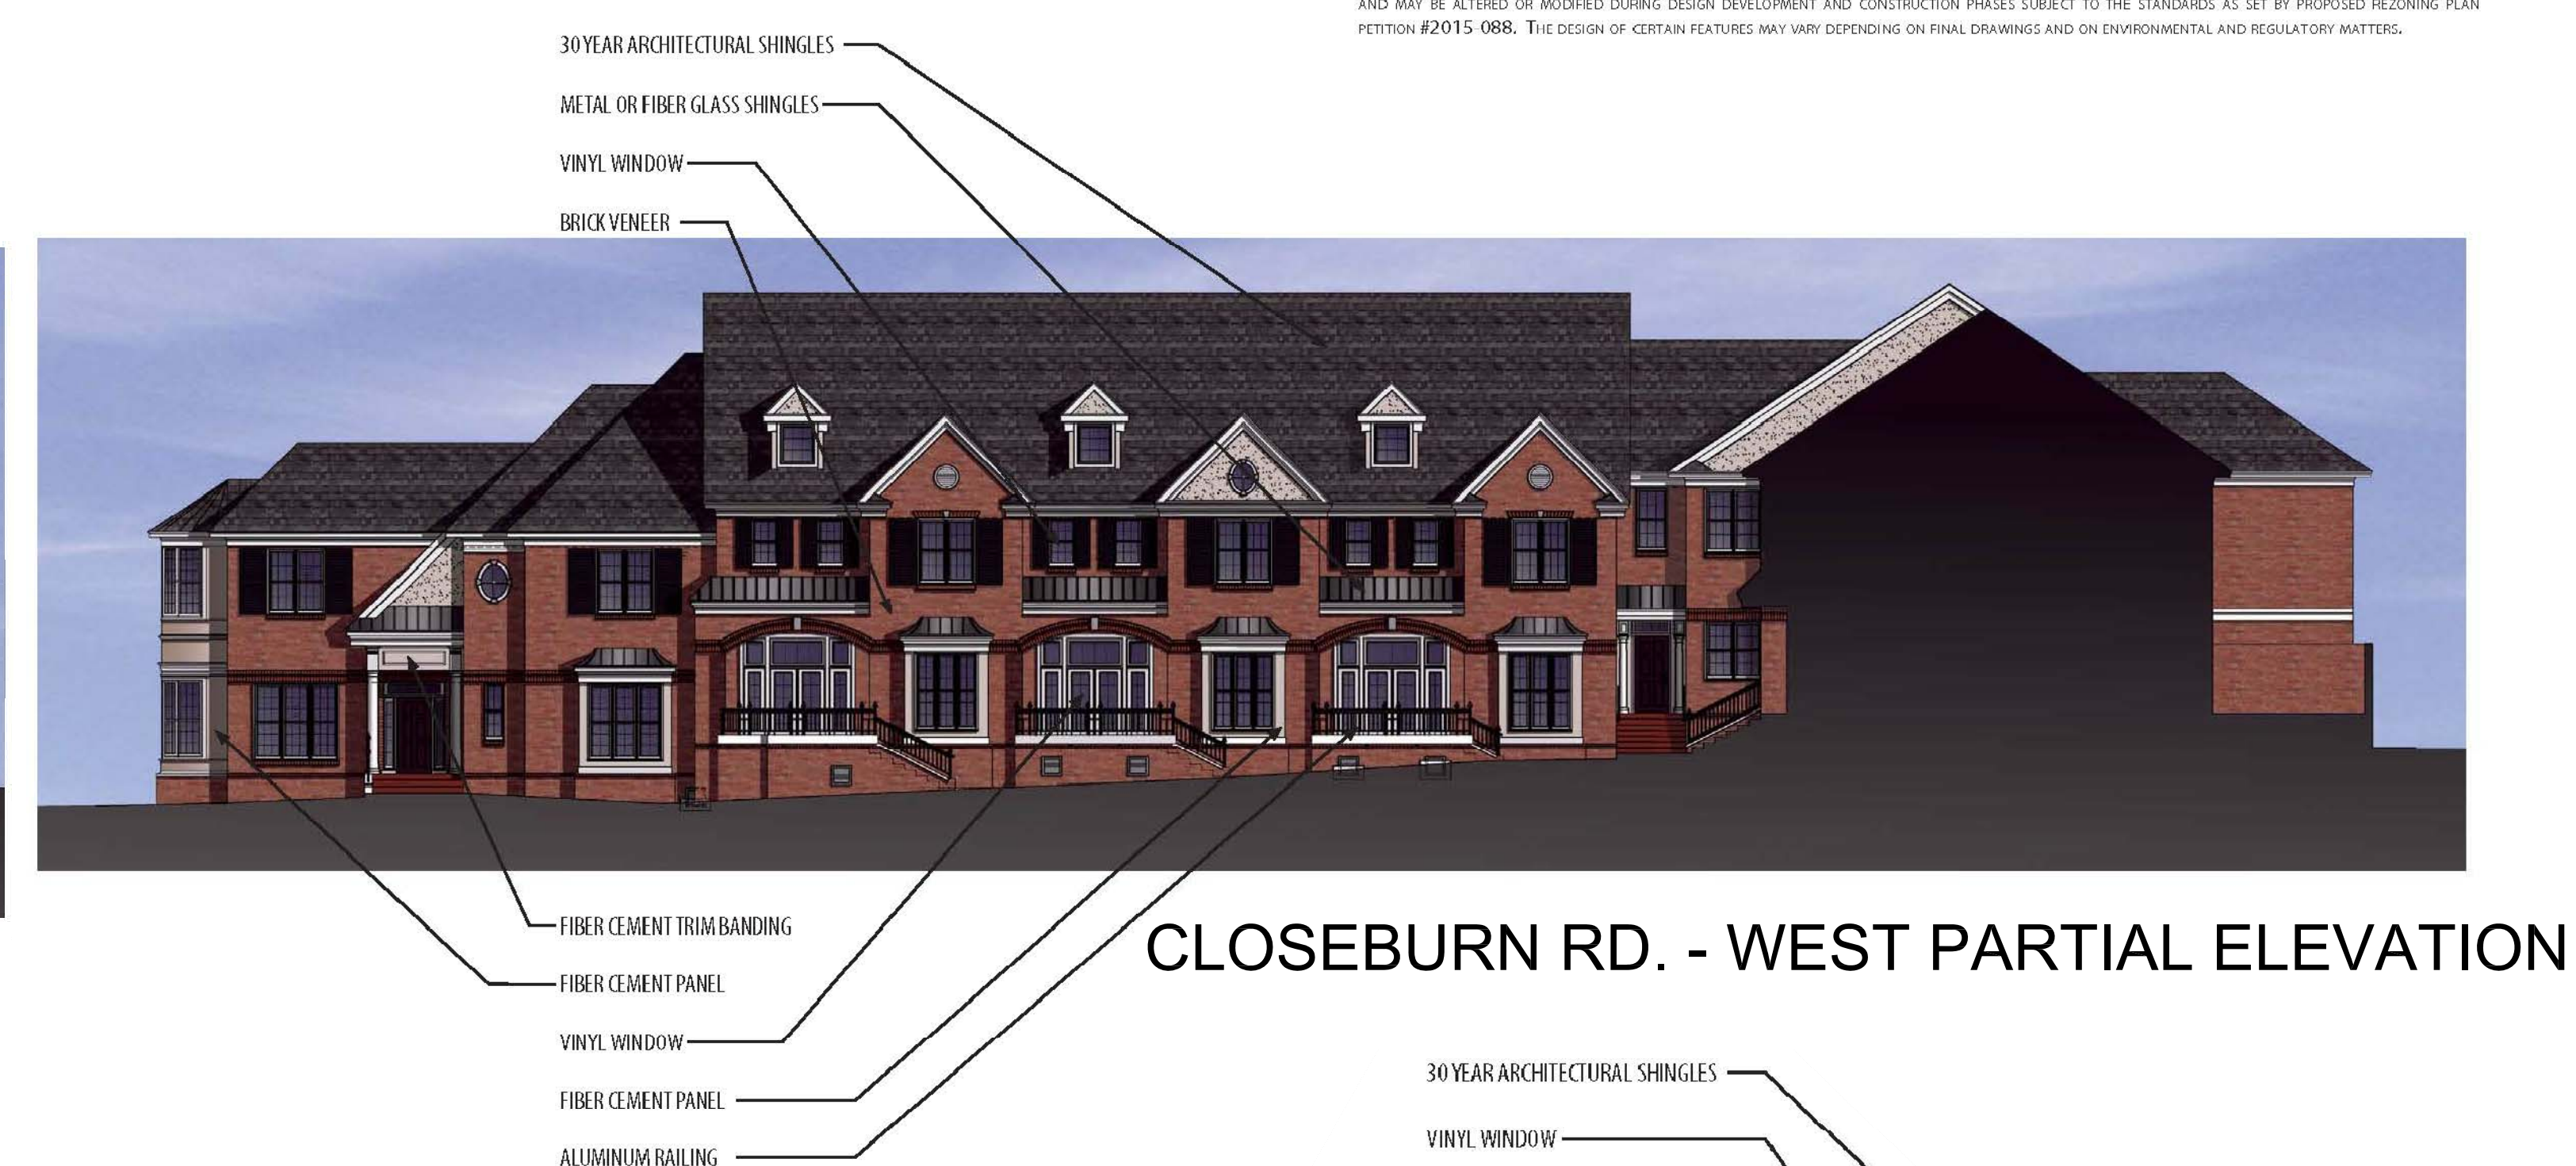 AND MAY BE ALTERED OR MODIFIED DURING DESIGN DEVELOPMENT AND CONSTRUCTION PHASES SUBJECT TO THE STANDARDS AS SET BY PROPOSED REZONING PLAN
PETITION #2015-088. THE DESIGN OF CERTAIN FEATURES MAY VARY DEPENDING ON FINAL DRAWINGS AND ON ENVIRONMENTAL AND REGULATORY MATTERS.
30 YEAR ARCHITECTURAL SHINGLES
METAL OR FIBER GLASS SHINGLES
VINYL WINDOW
BRICK VENEER
FIBER CEMENT TRIM BANDING
CLOSEBURN RD. - WEST PARTIAL ELEVATION
FIBER CEMENT PANEL
VINYL WINDOW
FIBER CEMENT PANEL
ALUMINUM RAILING
30 YEAR ARCHITECTURAL SHINGLES
VINYL WINDOW